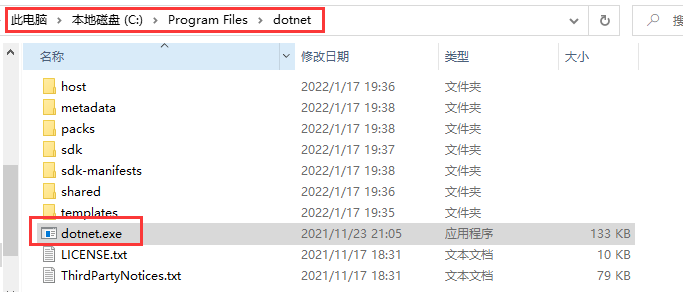 此电脑 > 本地磁盘 (C:) > Program Files > dotnet
搜
名称 修改日期 类型 大小
host 2022/1/17 19:36 文件夹
metadata 2022/1/17 19:38 文件夹
packs 2022/1/17 19:38 文件夹
sdk 2022/1/17 19:37 文件夹
sdk-manifests 2022/1/17 19:38 文件夹
shared 2022/1/17 19:36 文件夹
templates 2022/1/17 19:35 文件夹
dotnet.exe 2021/11/23 21:05 应用程序 133 KB
LICENSE.txt 2021/11/17 18:31 文本文档 10 KB
ThirdPartyNotices.txt 2021/11/17 18:31 文本文档 79 KB